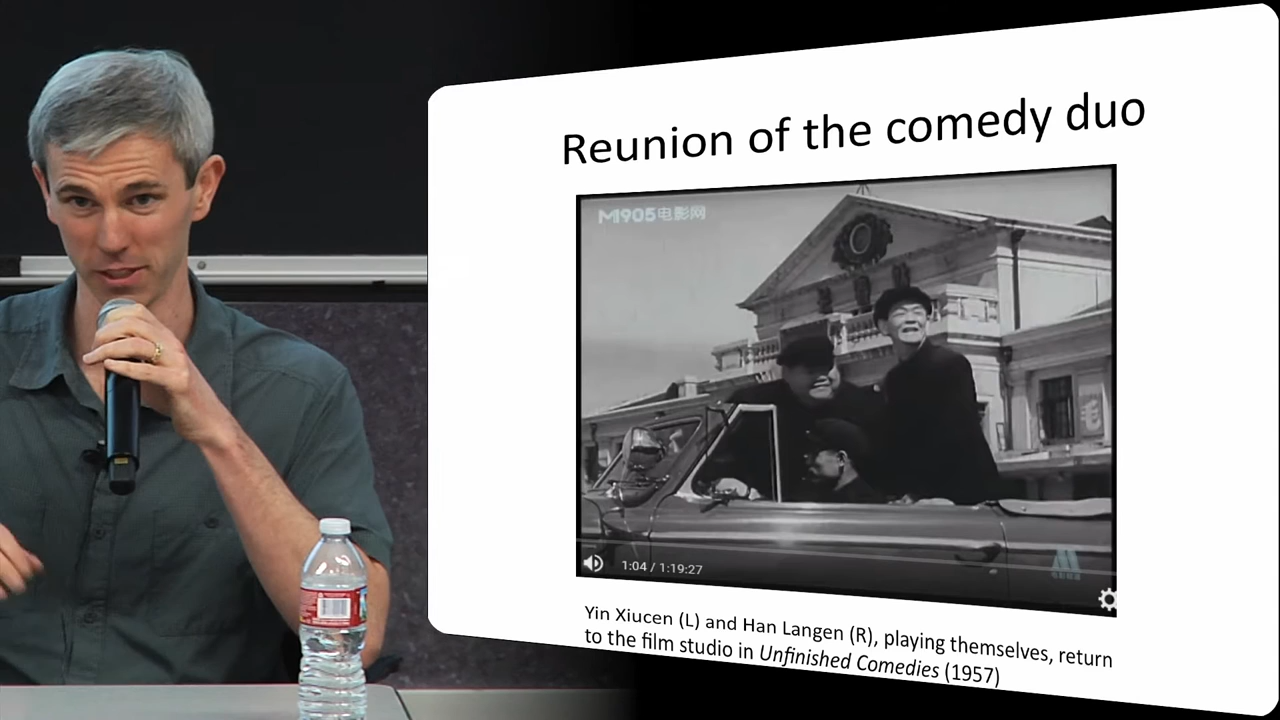 Reunion of the comedy duo
M1905电影网
1:04 / 1:19:27
Yin Xiucen (L) and Han Langen (R), playing themselves, return
to the film studio in Unfinished Comedies (1957)